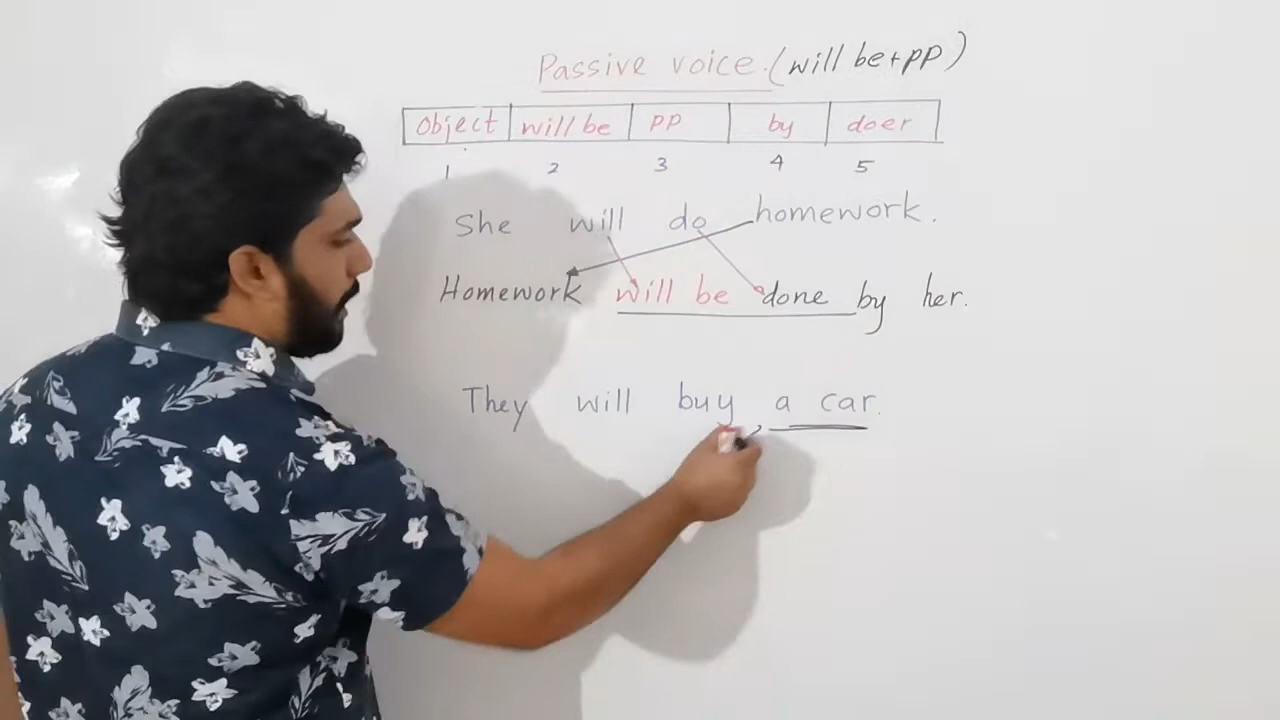 Passive voice. (will be+pp)
object will be pp by doer
1 2 3 4 5
She will do homework.
Homework will be done by her.
They will buy a car.